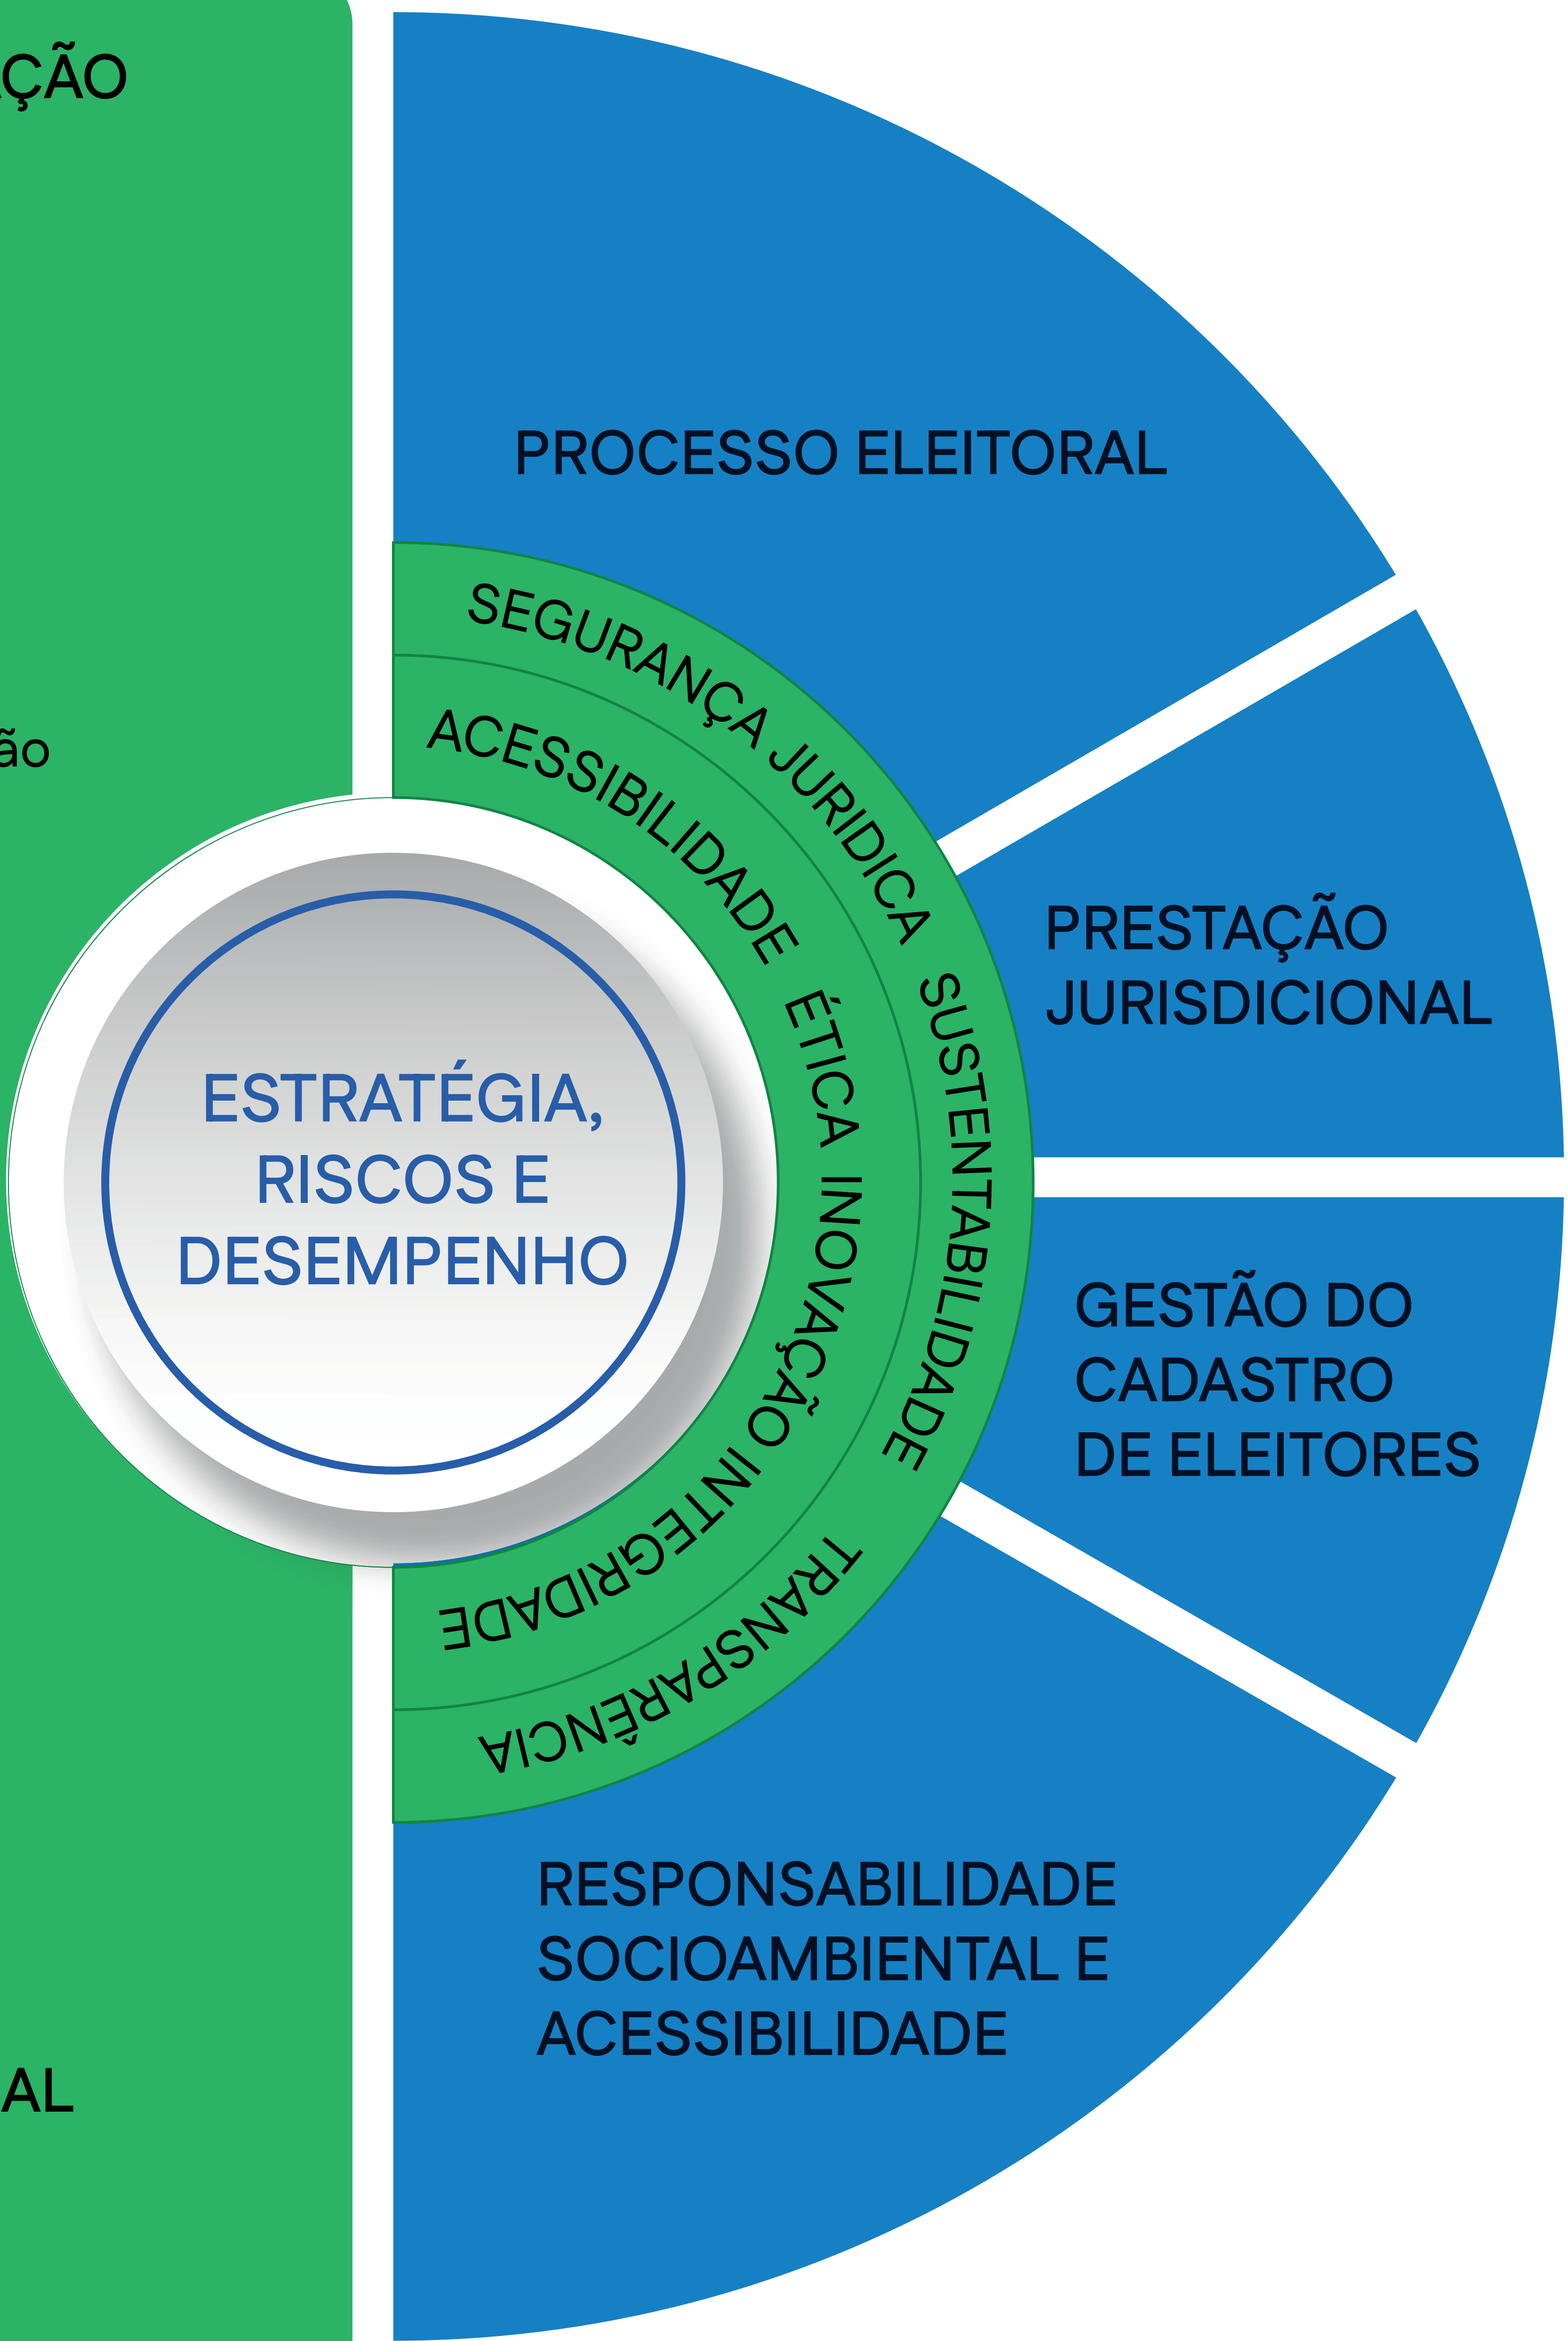 ÇÃO
ão
AL
PROCESSO ELEITORAL
SEGURANÇA JURIDÍCA SUSTENTABILIDADE TRANSPARÊNCIA
ACESSIBILIDADE ÉTICA INOVAÇÃO INTEGRIDADE
PRESTAÇÃO
JURISDICIONAL
ESTRATÉGIA,
RISCOS E
DESEMPENHO
GESTÃO DO
CADASTRO
DE ELEITORES
RESPONSABILIDADE
SOCIOAMBIENTAL E
ACESSIBILIDADE